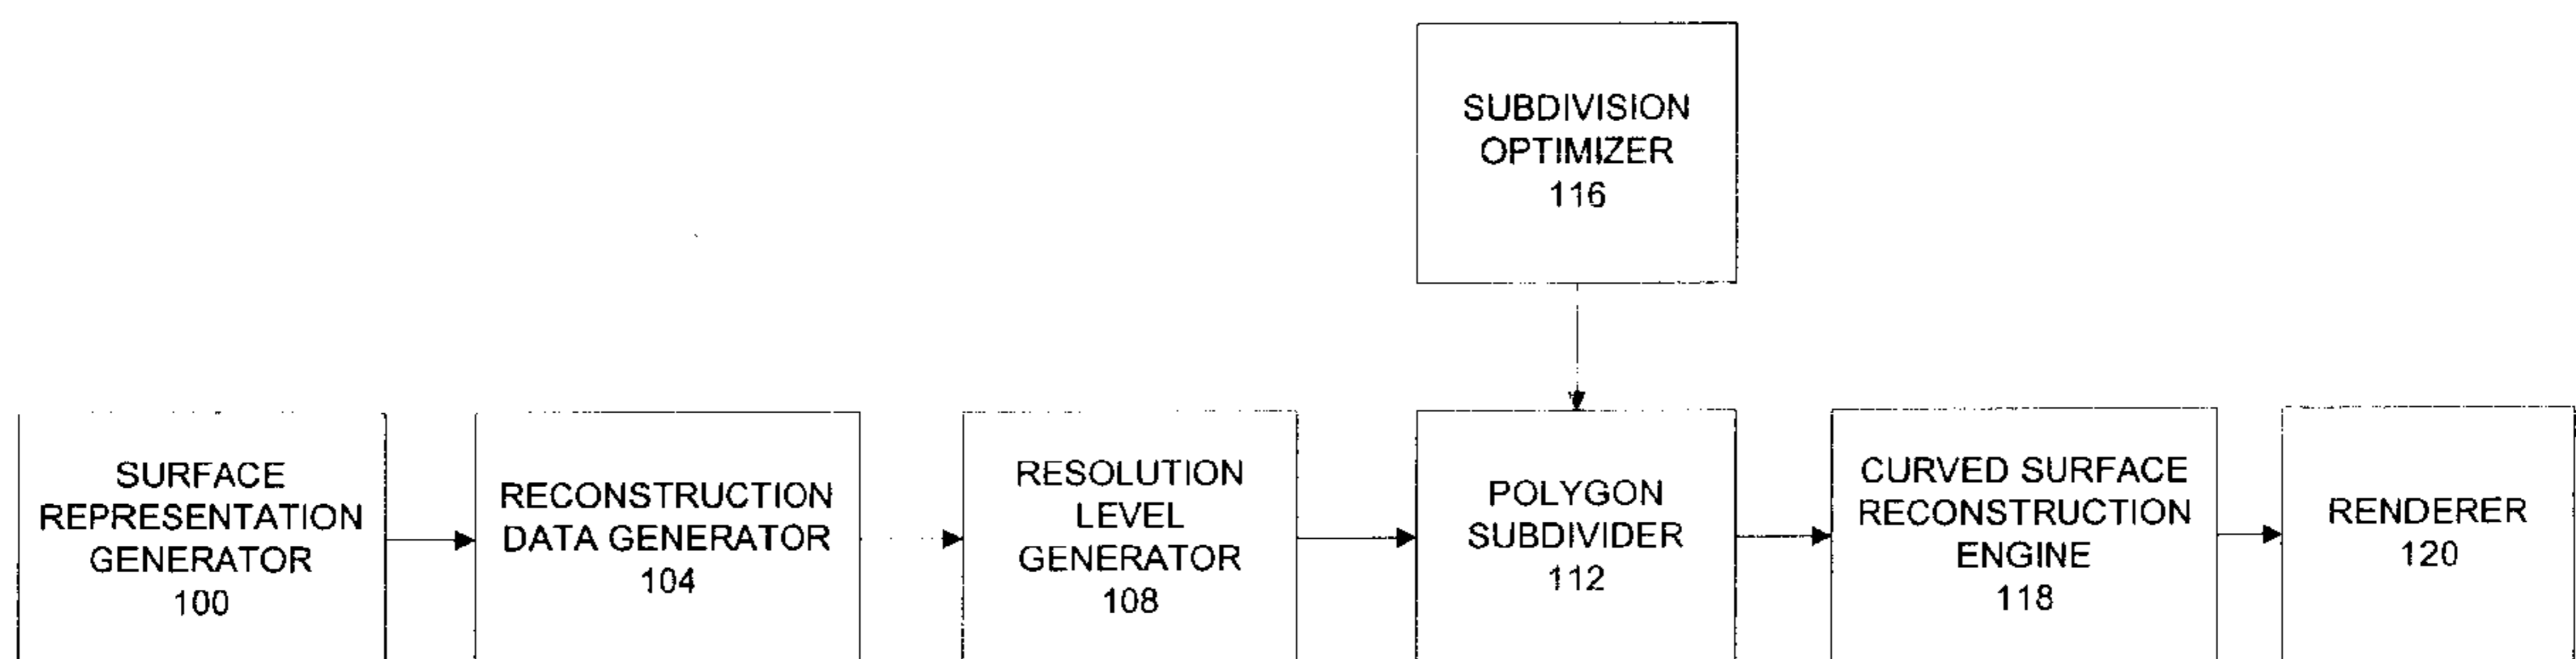 SUBDIVISION
OPTIMIZER
116
SURFACE
REPRESENTATION
GENERATOR
100
RECONSTRUCTION
DATA GENERATOR
104
RESOLUTION
LEVEL
GENERATOR
108
POLYGON
SUBDIVIDER
112
CURVED SURFACE
RECONSTRUCTION
ENGINE
118
RENDERER
120